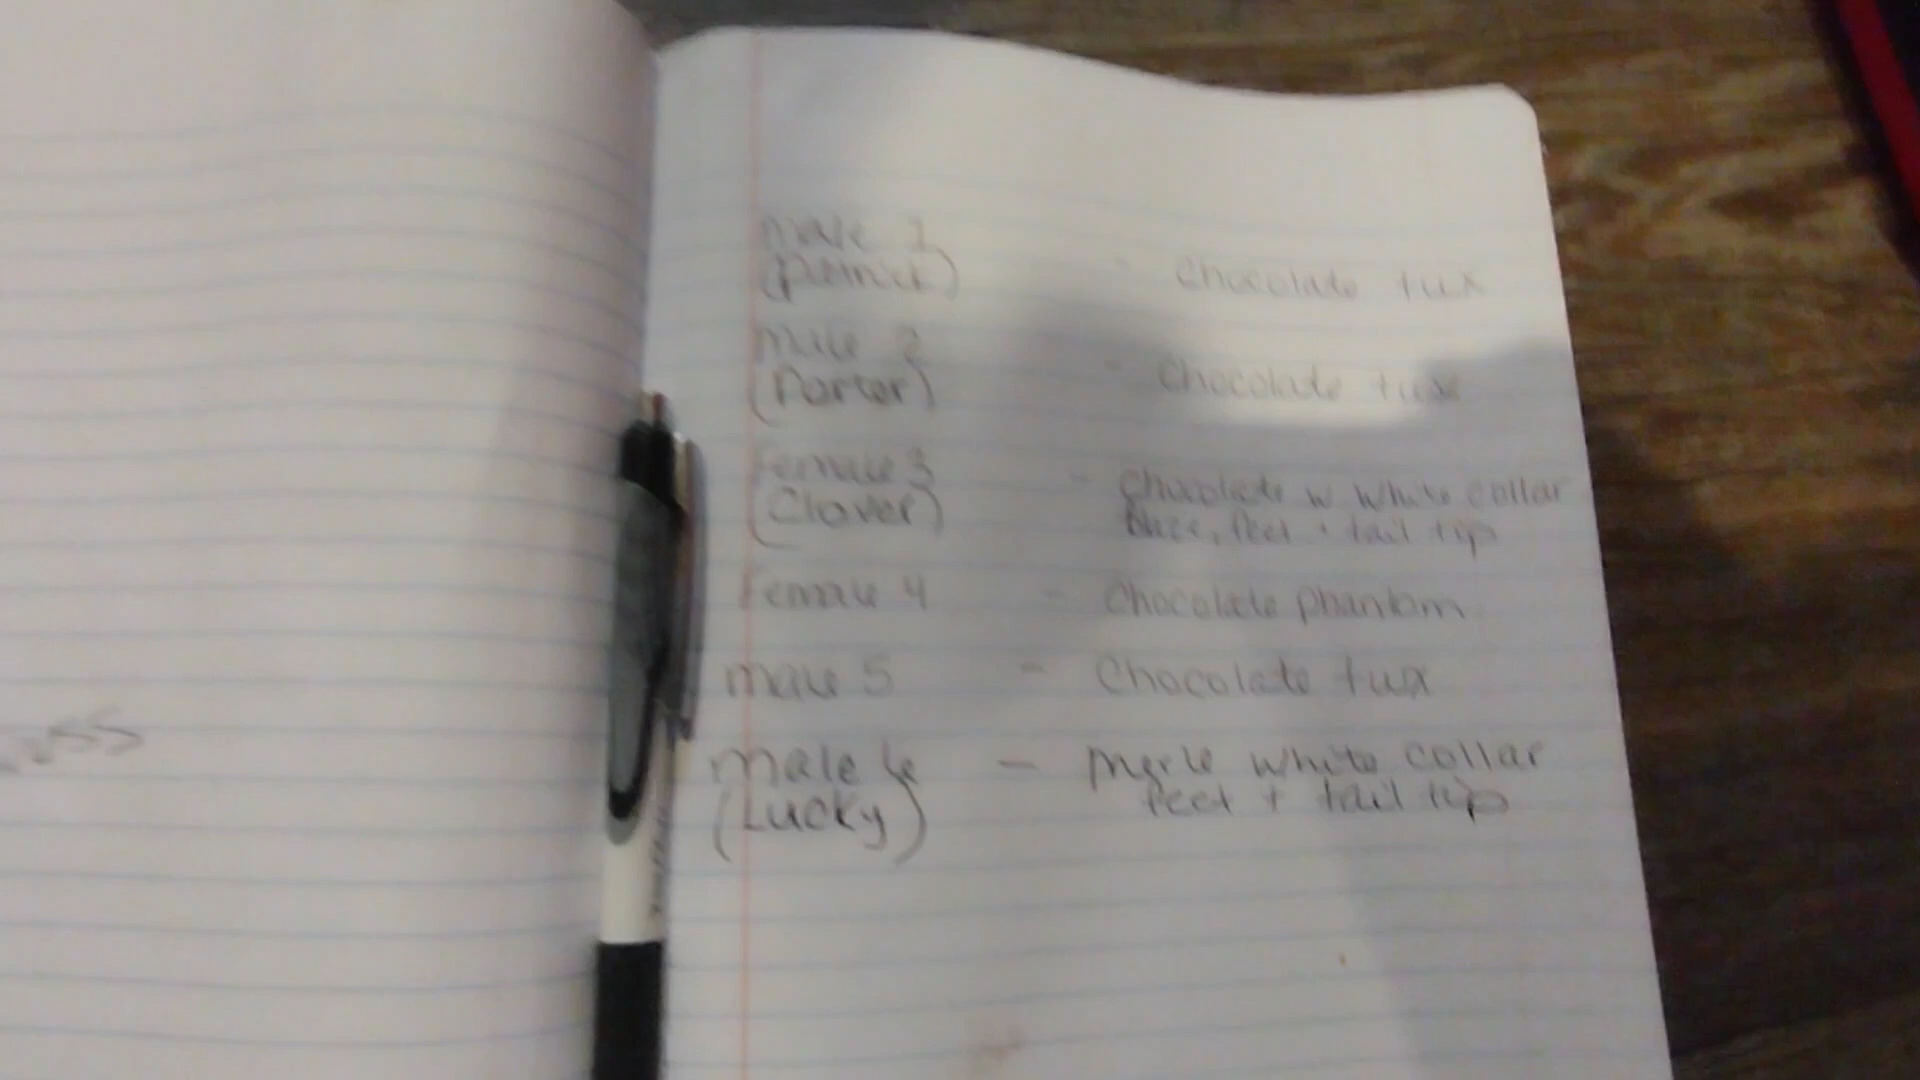 male 1
- Chocolate tux
male 2
(Porter)
- Chocolate tux
Female 3
(Clover)
- Chocolate w white collar
blaze, feet + tail tip
Female 4 - Chocolate phantom
male 5 - Chocolate tux
male 6 - Merle white collar
(Lucky) feet + tail tip